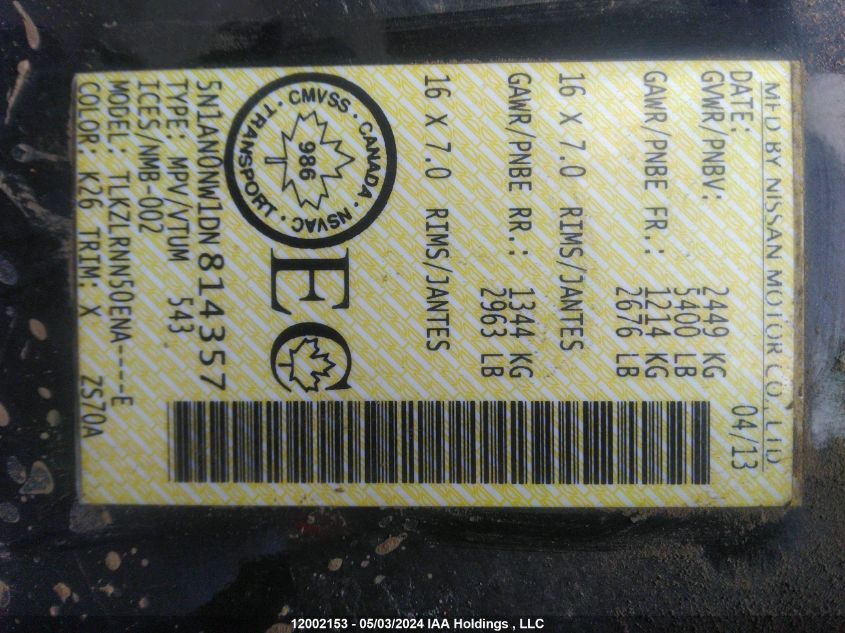 MFD BY NISSAN MOTOR CO., LTD
DATE: 04/13
GVWR/PNBV: 2449 KG
5400 LB
GAWR/PNBE FR.: 1214 KG
2676 LB
16 X 7.0 RIMS/JANTES
GAWR/PNBE RR.: 1344 KG
2963 LB
16 X 7.0 RIMS/JANTES
CMVSS · CANADA · NSVAC · TRANSPORT ·
986
EC
5N1AN0NW1DN814357
TYPE: MPV/VTUM 543
ICES/NMB-002
MODEL: TLKZLRNN50ENA----E
COLOR: K26 TRIM: X ZS70A
12002153 - 05/03/2024 IAA Holdings , LLC